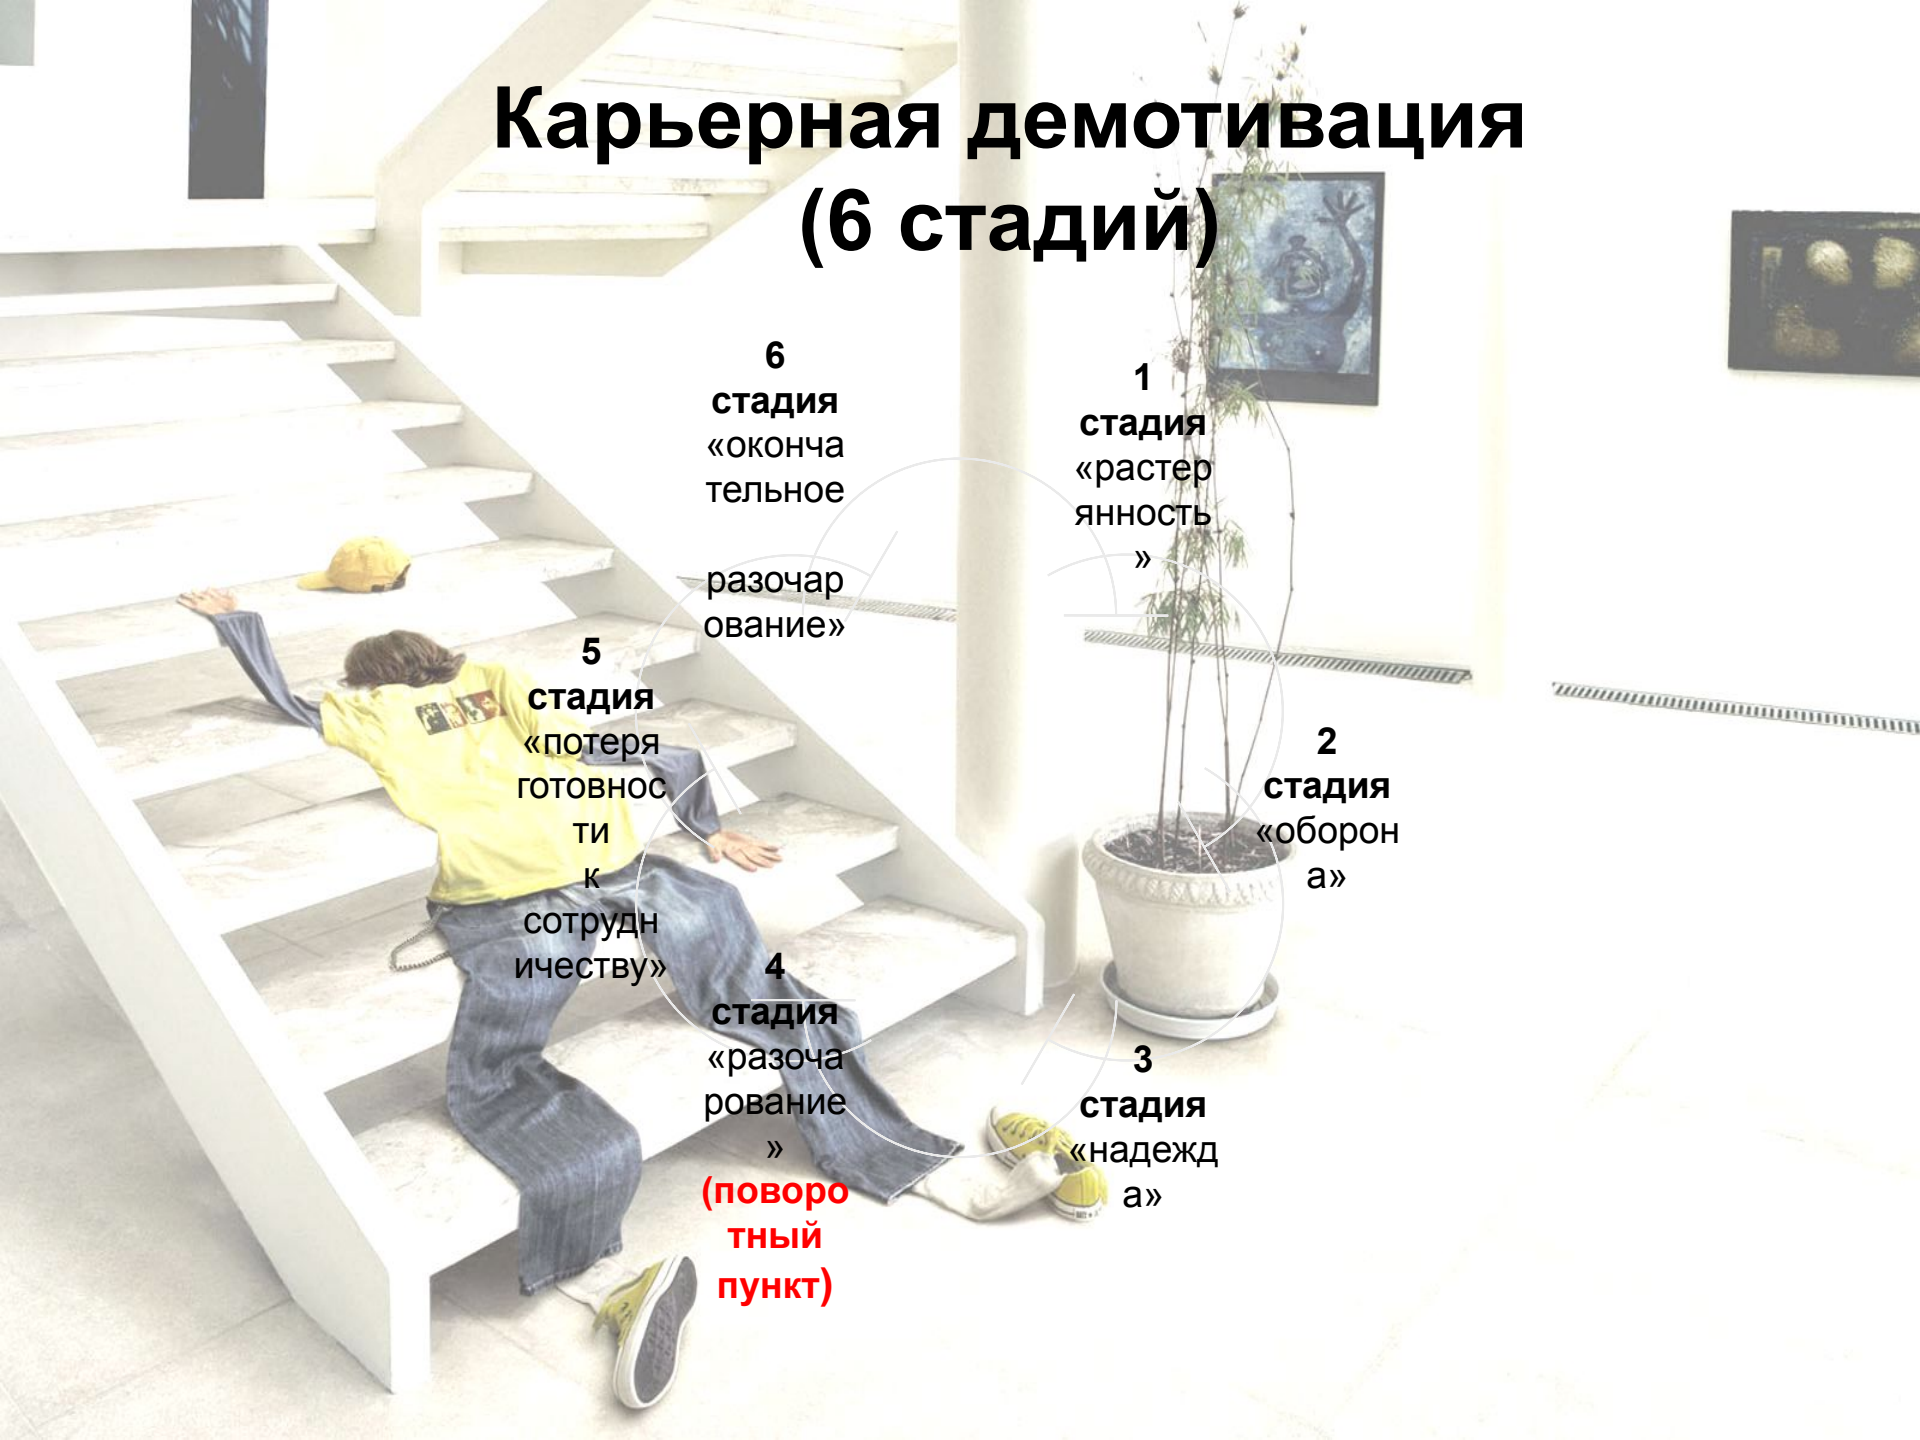 Карьерная демотивация
(6 стадий)
1
стадия
«растер
янность
»
2
стадия
«оборон
а»
3
стадия
«надежд
а»
4
стадия
«разоча
рование
»
(поворо
тный
пункт)
5
стадия
«потеря
готовнос
ти
к
сотрудн
ичеству»
6
стадия
«оконча
тельное
разочар
ование»